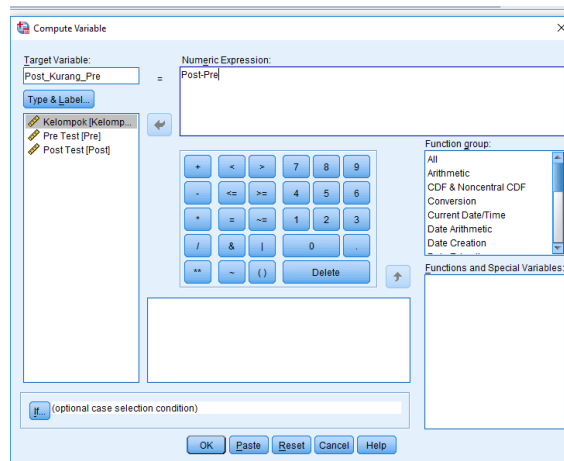 Compute Variable
Target Variable:
Post_Kurang_Pre
=
Numeric Expression:
Post-Pre
Type & Label...
Kelompok [Kelomp...
Pre Test [Pre]
Post Test [Post]
+ < > 7 8 9
- <= >= 4 5 6
* = ~= 1 2 3
/ & | 0 .
** ~ () Delete
Function group:
All
Arithmetic
CDF & Noncentral CDF
Conversion
Current Date/Time
Date Arithmetic
Date Creation
Functions and Special Variables:
If... (optional case selection condition)
OK Paste Reset Cancel Help